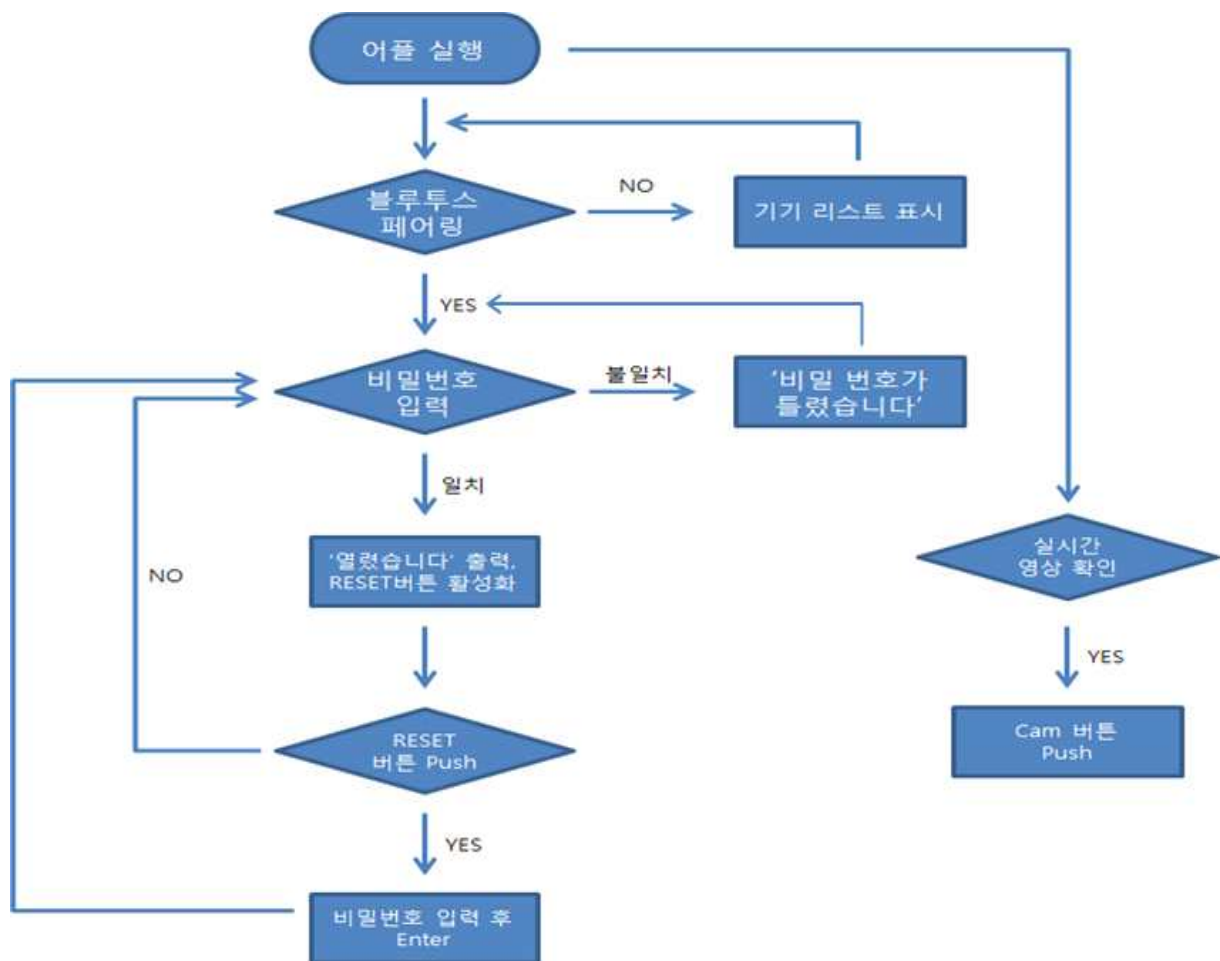 어플 실행
블루투스
페어링
NO
기기 리스트 표시
YES
비밀번호
입력
불일치
'비밀 번호가
틀렸습니다'
일치
'열렸습니다' 출력,
RESET버튼 활성화
NO
RESET
버튼 Push
YES
비밀번호 입력 후
Enter
실시간
영상 확인
YES
Cam 버튼
Push